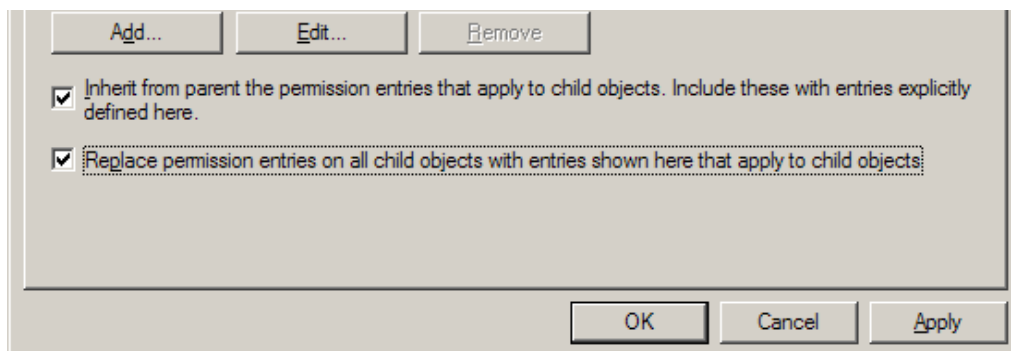 Add... Edit... Remove
Inherit from parent the permission entries that apply to child objects. Include these with entries explicitly
defined here.
Replace permission entries on all child objects with entries shown here that apply to child objects
OK Cancel Apply